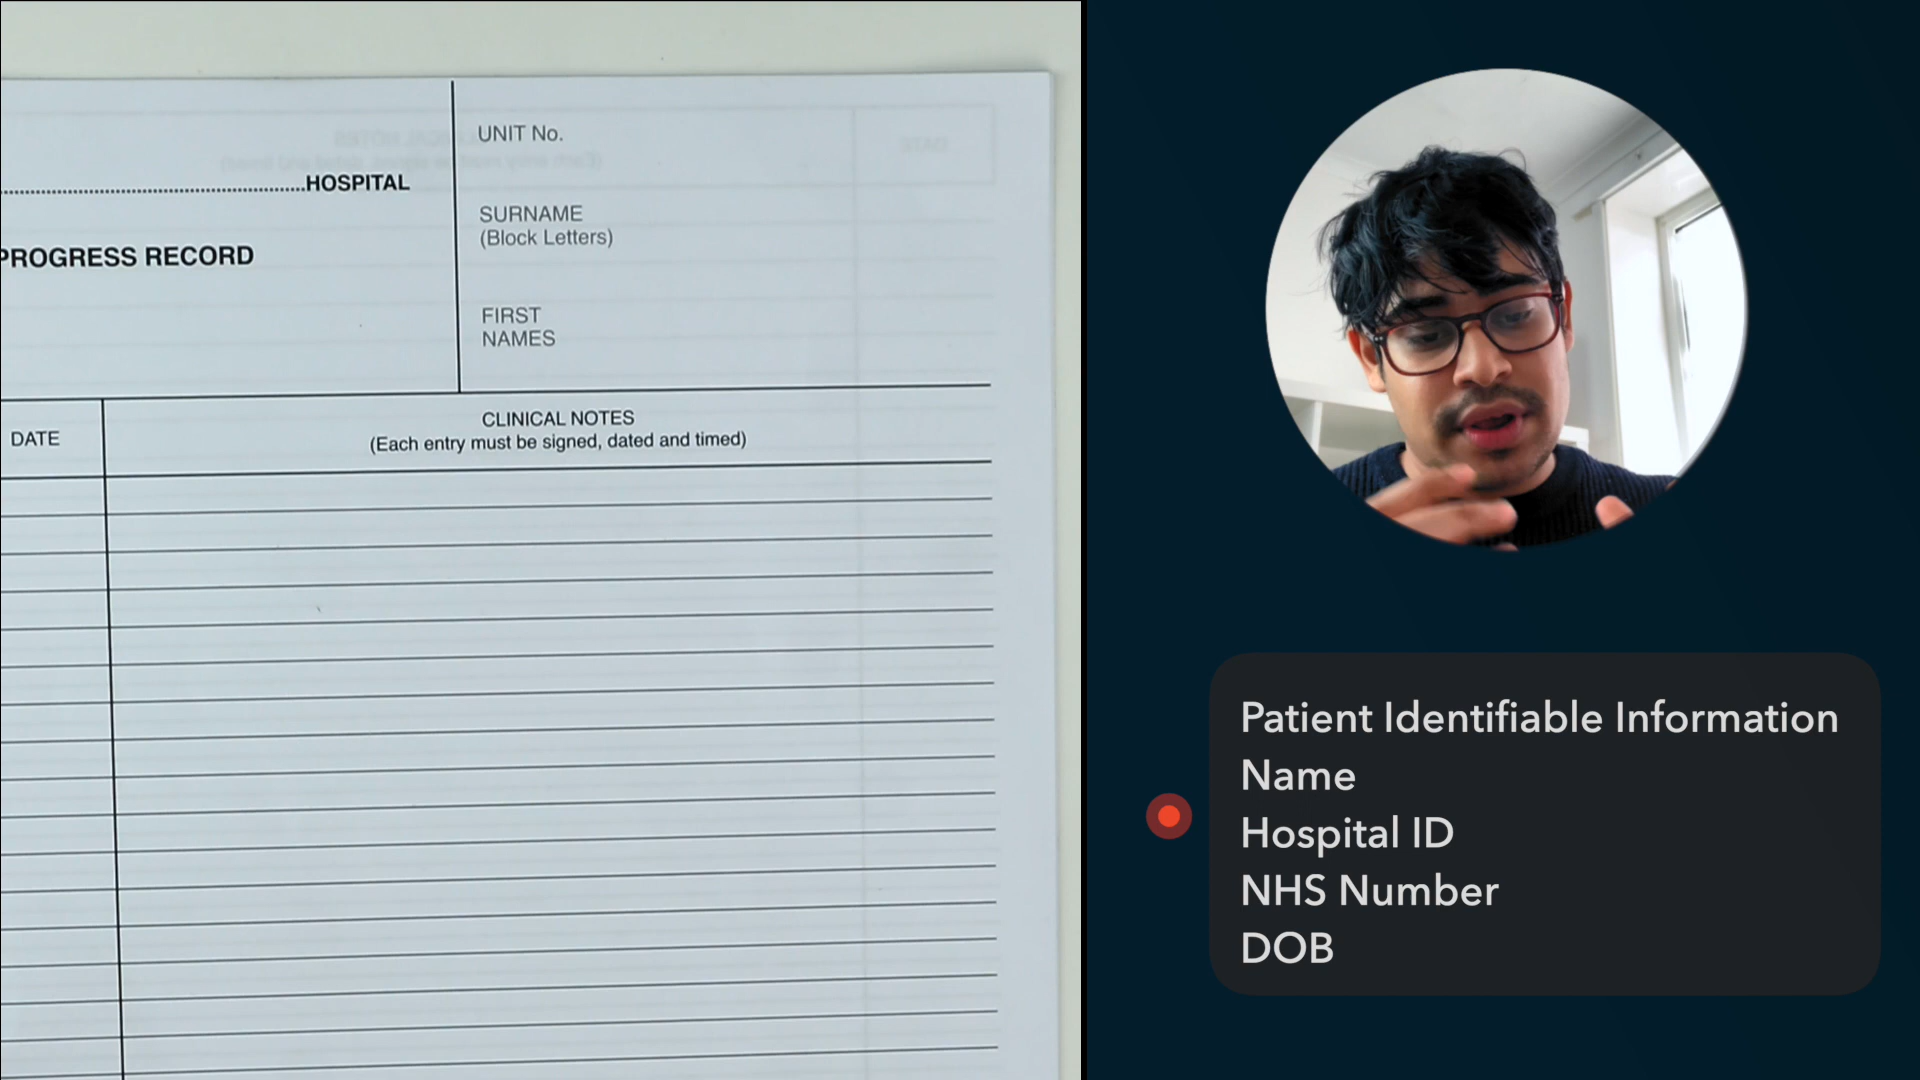 UNIT No.
......................................................HOSPITAL
SURNAME
(Block Letters)
PROGRESS RECORD
FIRST
NAMES
DATE
CLINICAL NOTES
(Each entry must be signed, dated and timed)
Patient Identifiable Information
Name
Hospital ID
NHS Number
DOB